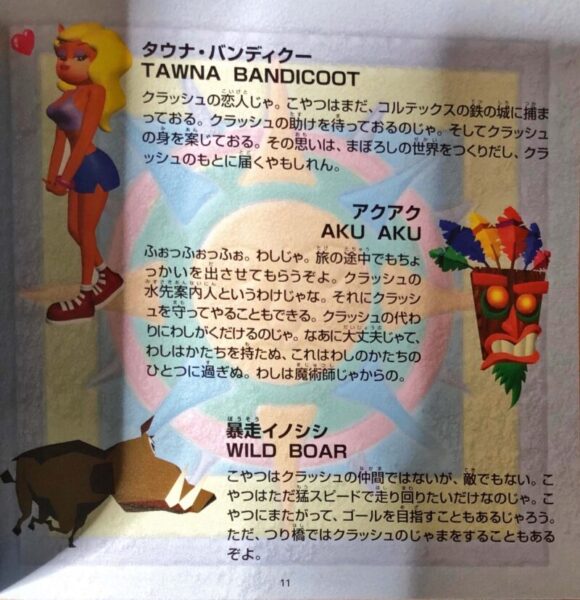 タウナ・バンディクー
TAWNA BANDICOOT
クラッシュの恋人じゃ。こやつはまだ、コルテックスの鉄の城に捕ま
っておる。クラッシュの助けを待っておるのじゃ。そしてクラッシュ
の身を案じておる。その思いは、まぼろしの世界をつくりだし、クラ
ッシュのもとに届くやもしれん。
アクアク
AKU AKU
ふぉっふぉっふぉ。わしじゃ。旅の途中でもちょ
っかいを出させてもらうぞよ。クラッシュの
水先案内人というわけじゃな。それにクラッシ
ュを守ってやることもできる。クラッシュの代わ
りにわしがくだけるのじゃ。なあに大丈夫じゃて、
わしはかたちを持たぬ、これはわしのかたちの
ひとつに過ぎぬ。わしは魔術師じゃからの。
暴走イノシシ
WILD BOAR
こやつはクラッシュの仲間ではないが、敵でもない。こ
やつはただ猛スピードで走り回りたいだけなのじゃ。こ
やつにまたがって、ゴールを目指すこともあるじゃろう。
ただ、つり橋ではクラッシュのじゃまをすることもある
ぞよ。
11